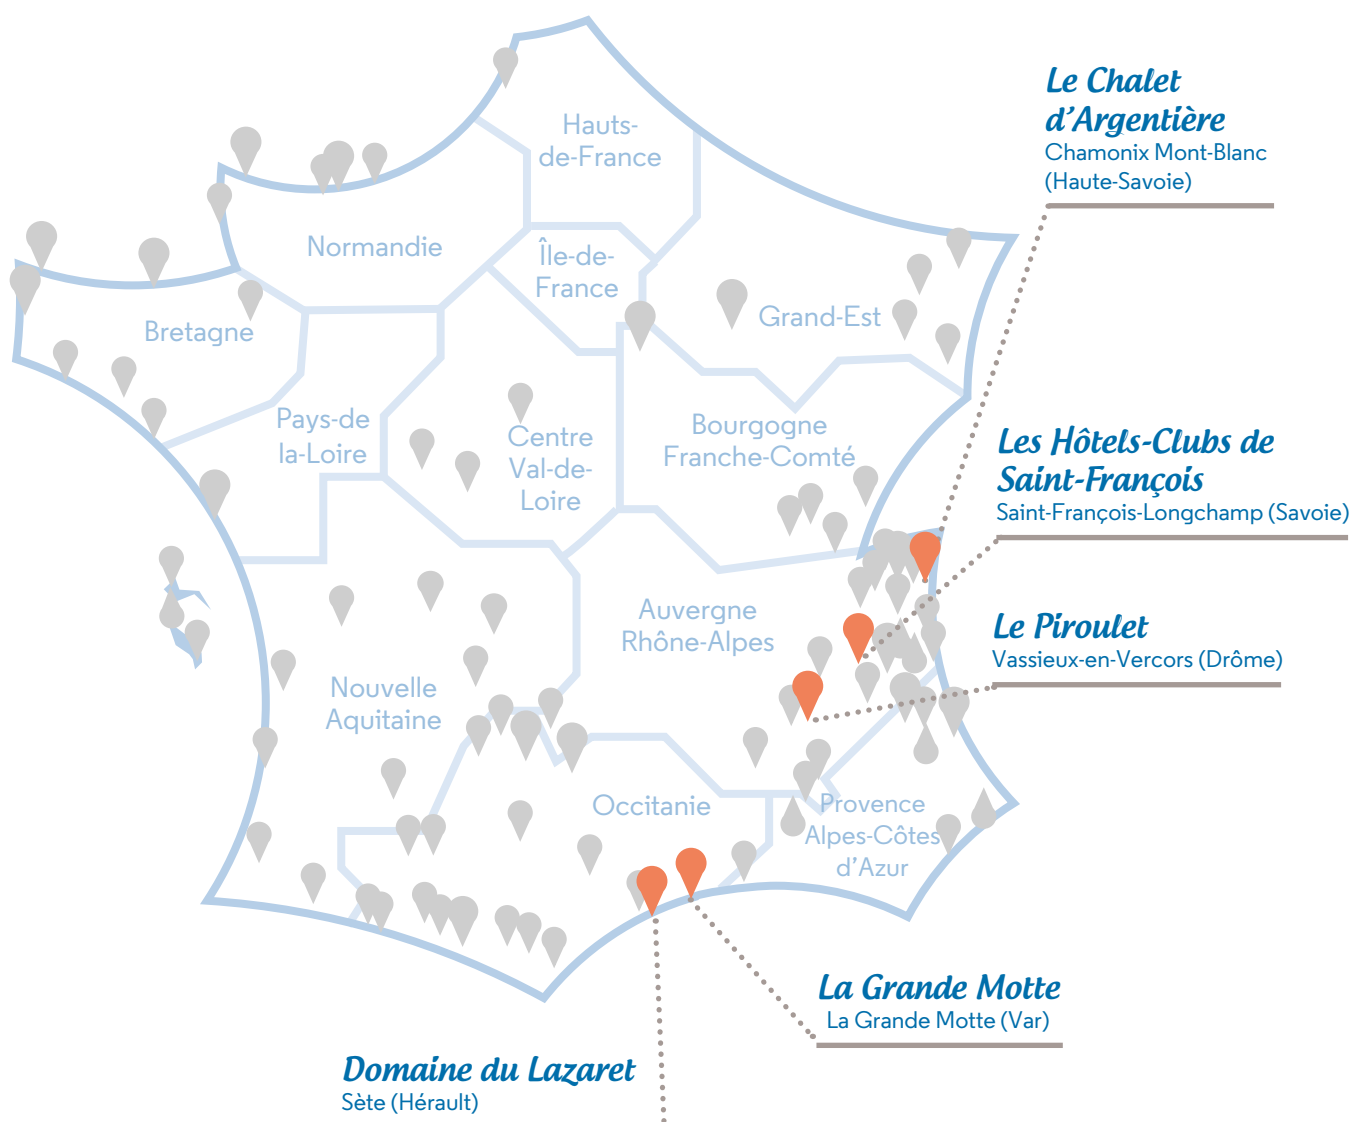 Le Chalet
d'Argentière
Chamonix Mont-Blanc
(Haute-Savoie)
Hauts-
de-France
Normandie
Île-de-
France
Grand-Est
Bretagne
Pays-de
la-Loire
Centre
Val-de-
Loire
Bourgogne
Franche-Comté
Les Hôtels-Clubs de
Saint-François
Saint-François-Longchamp (Savoie)
Auvergne
Rhône-Alpes
Le Piroulet
Vassieux-en-Vercors (Drôme)
Nouvelle
Aquitaine
Occitanie
Provence
Alpes-Côtes
d'Azur
La Grande Motte
La Grande Motte (Var)
Domaine du Lazaret
Sète (Hérault)